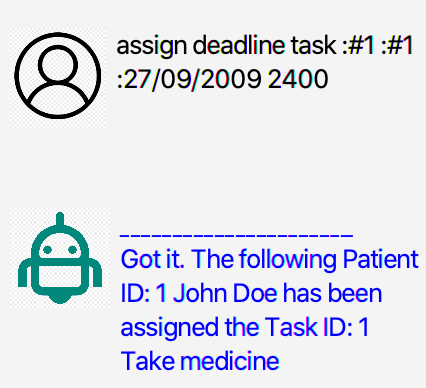 assign deadline task :#1 :#1
:27/09/2009 2400
______________________
Got it. The following Patient
ID: 1 John Doe has been
assigned the Task ID: 1
Take medicine